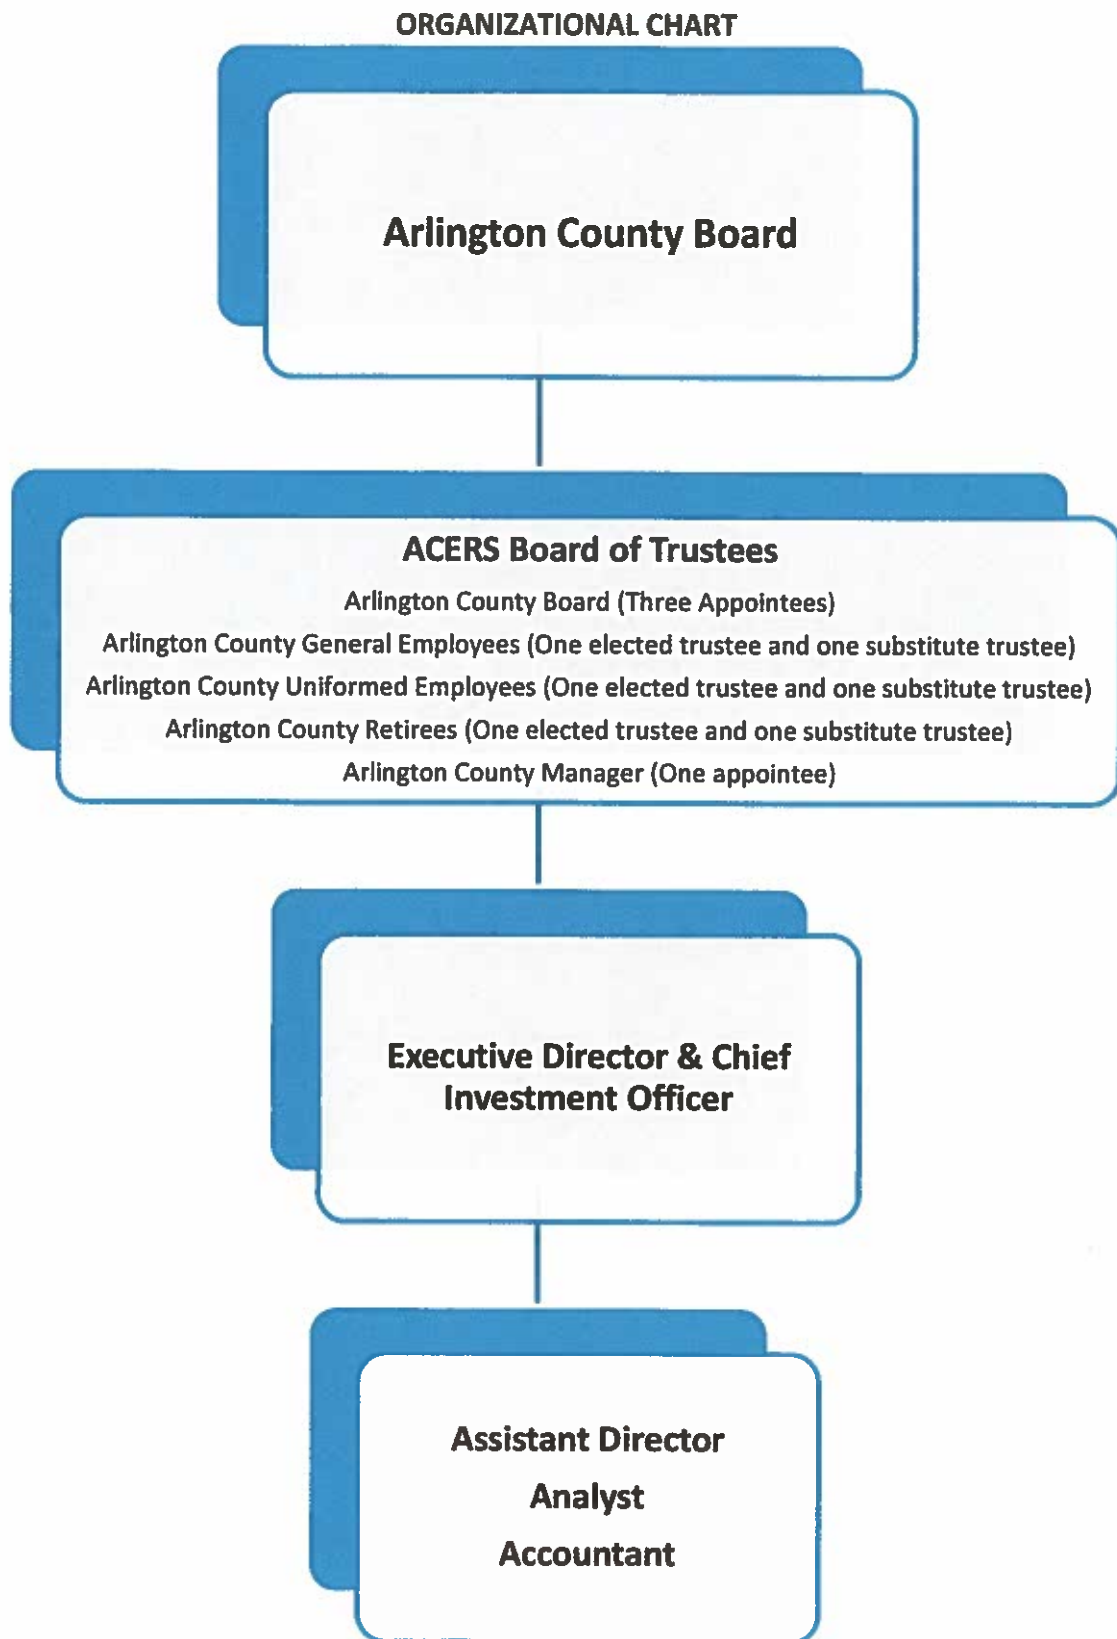 ORGANIZATIONAL CHART
Arlington County Board
ACERS Board of Trustees
Arlington County Board (Three Appointees)
Arlington County General Employees (One elected trustee and one substitute trustee)
Arlington County Uniformed Employees (One elected trustee and one substitute trustee)
Arlington County Retirees (One elected trustee and one substitute trustee)
Arlington County Manager (One appointee)
Executive Director & Chief
Investment Officer
Assistant Director
Analyst
Accountant